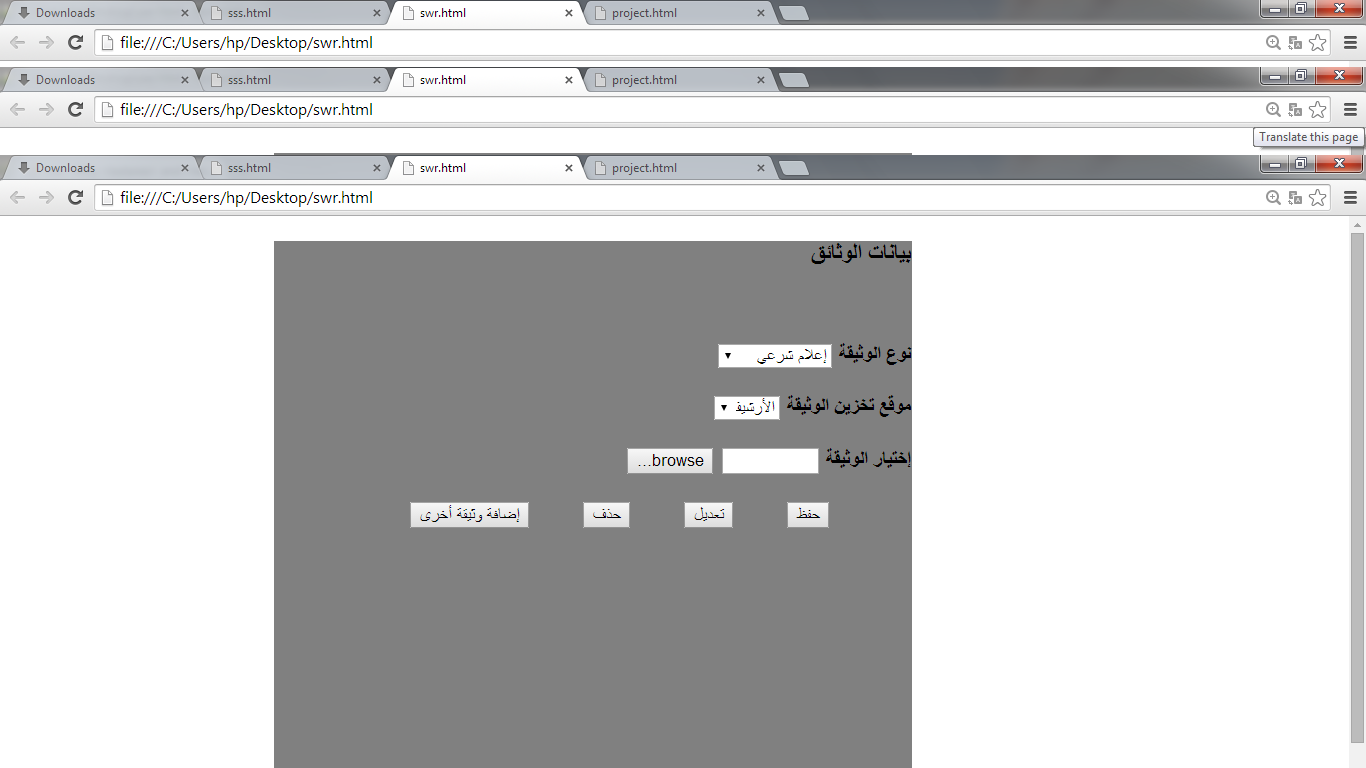 Downloads sss.html swr.html project.html
file:///C:/Users/hp/Desktop/swr.html
Downloads sss.html swr.html project.html
file:///C:/Users/hp/Desktop/swr.html
Translate this page
Downloads sss.html swr.html project.html
file:///C:/Users/hp/Desktop/swr.html
بيانات الوثائق
نوع الوثيقة إعلام شرعي
موقع تخزين الوثيقة الأرشيف
إختيار الوثيقة browse...
حفظ تعديل حذف إضافة وثيقة أخرى